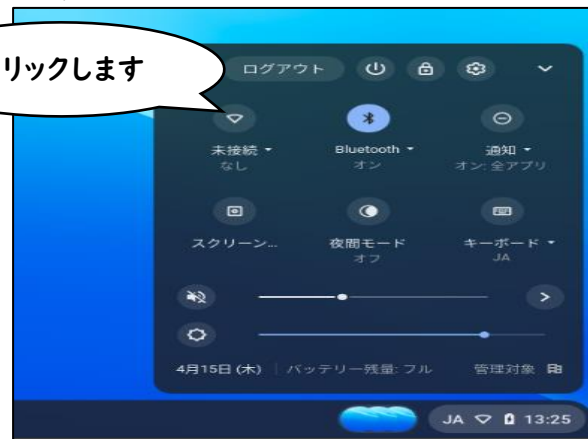 リックします
ログアウト
未接続
Bluetooth
通知
なし
オン
オン: 全アプリ
スクリーン...
夜間モード
キーボード
オフ
JA
4月15日 (木) | バッテリー残量: フル 管理対象
JA 13:25